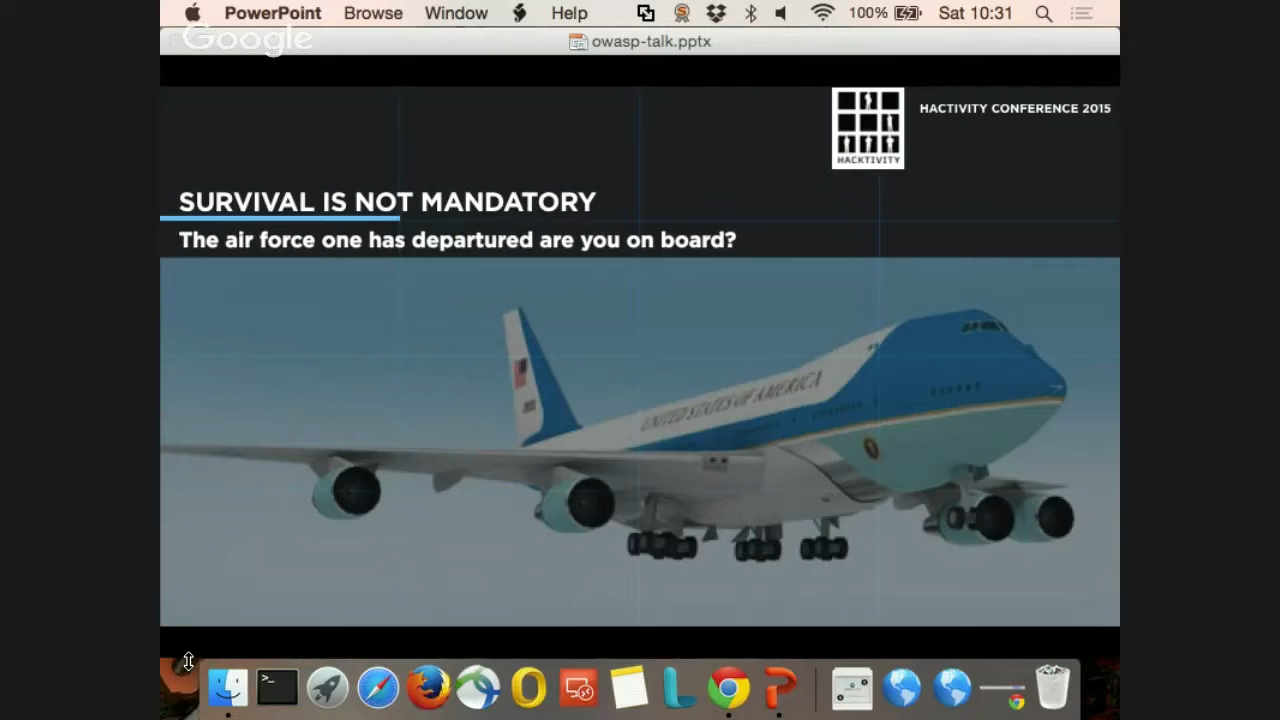 PowerPoint Browse Window Help 100% Sat 10:31
Google
owasp-talk.pptx
HACTIVITY CONFERENCE 2015
HACKTIVITY
SURVIVAL IS NOT MANDATORY
The air force one has departured are you on board?
UNITED STATES OF AMERICA
>_